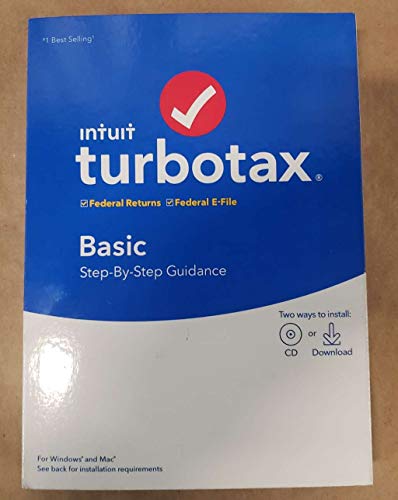 #1 Best Selling¹
ıntuıt
turbotax®
☑ Federal Returns ☑ Federal E-File
Basic
Step-By-Step Guidance
Two ways to install:
CD or Download
For Windows® and Mac®
See back for installation requirements